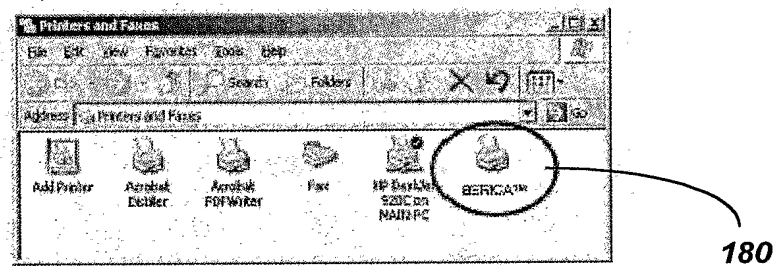 Printers and Faxes
File Edit View Favorites Tools Help
Search Folders
Address Printers and Faxes Go
Add Printer
Acrobat Distiller
Acrobat PDFWriter
Fax
HP DeskJet 920C on MAIN PC
BERICA™
180